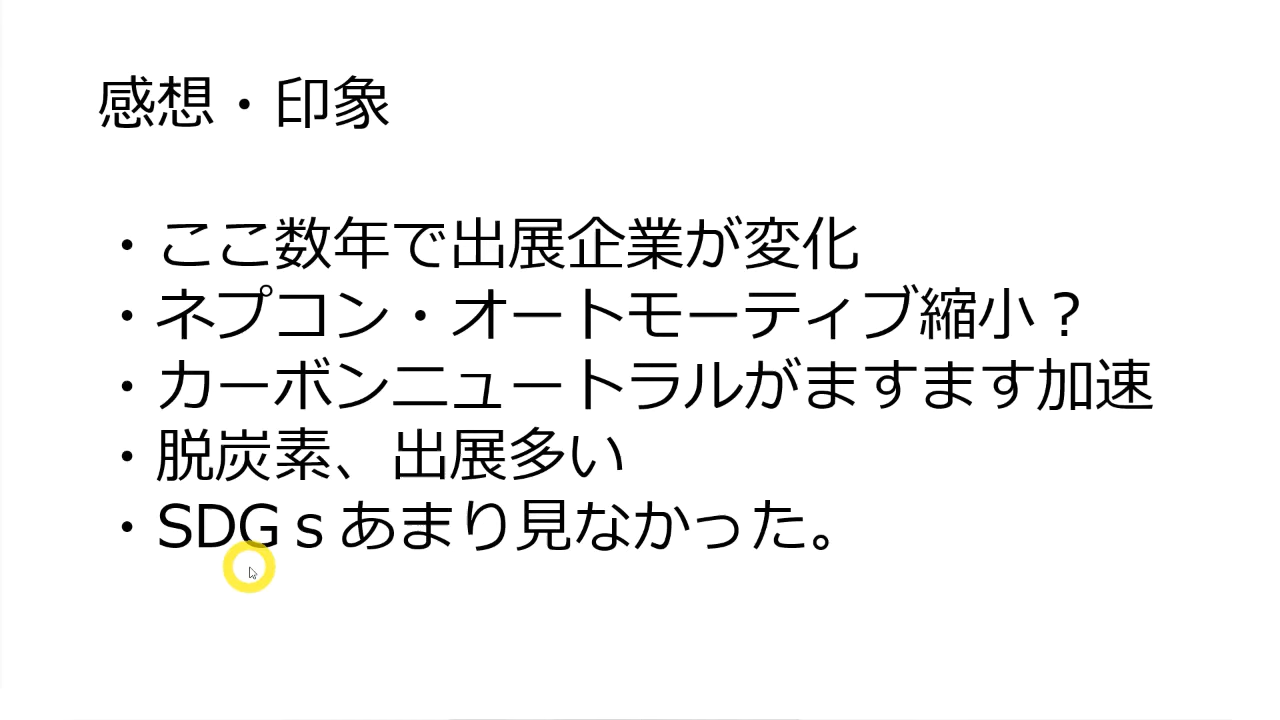 感想・印象
・ここ数年で出展企業が変化
・ネプコン・オートモーティブ縮小？
・カーボンニュートラルがますます加速
・脱炭素、出展多い
・SDGｓあまり見なかった。